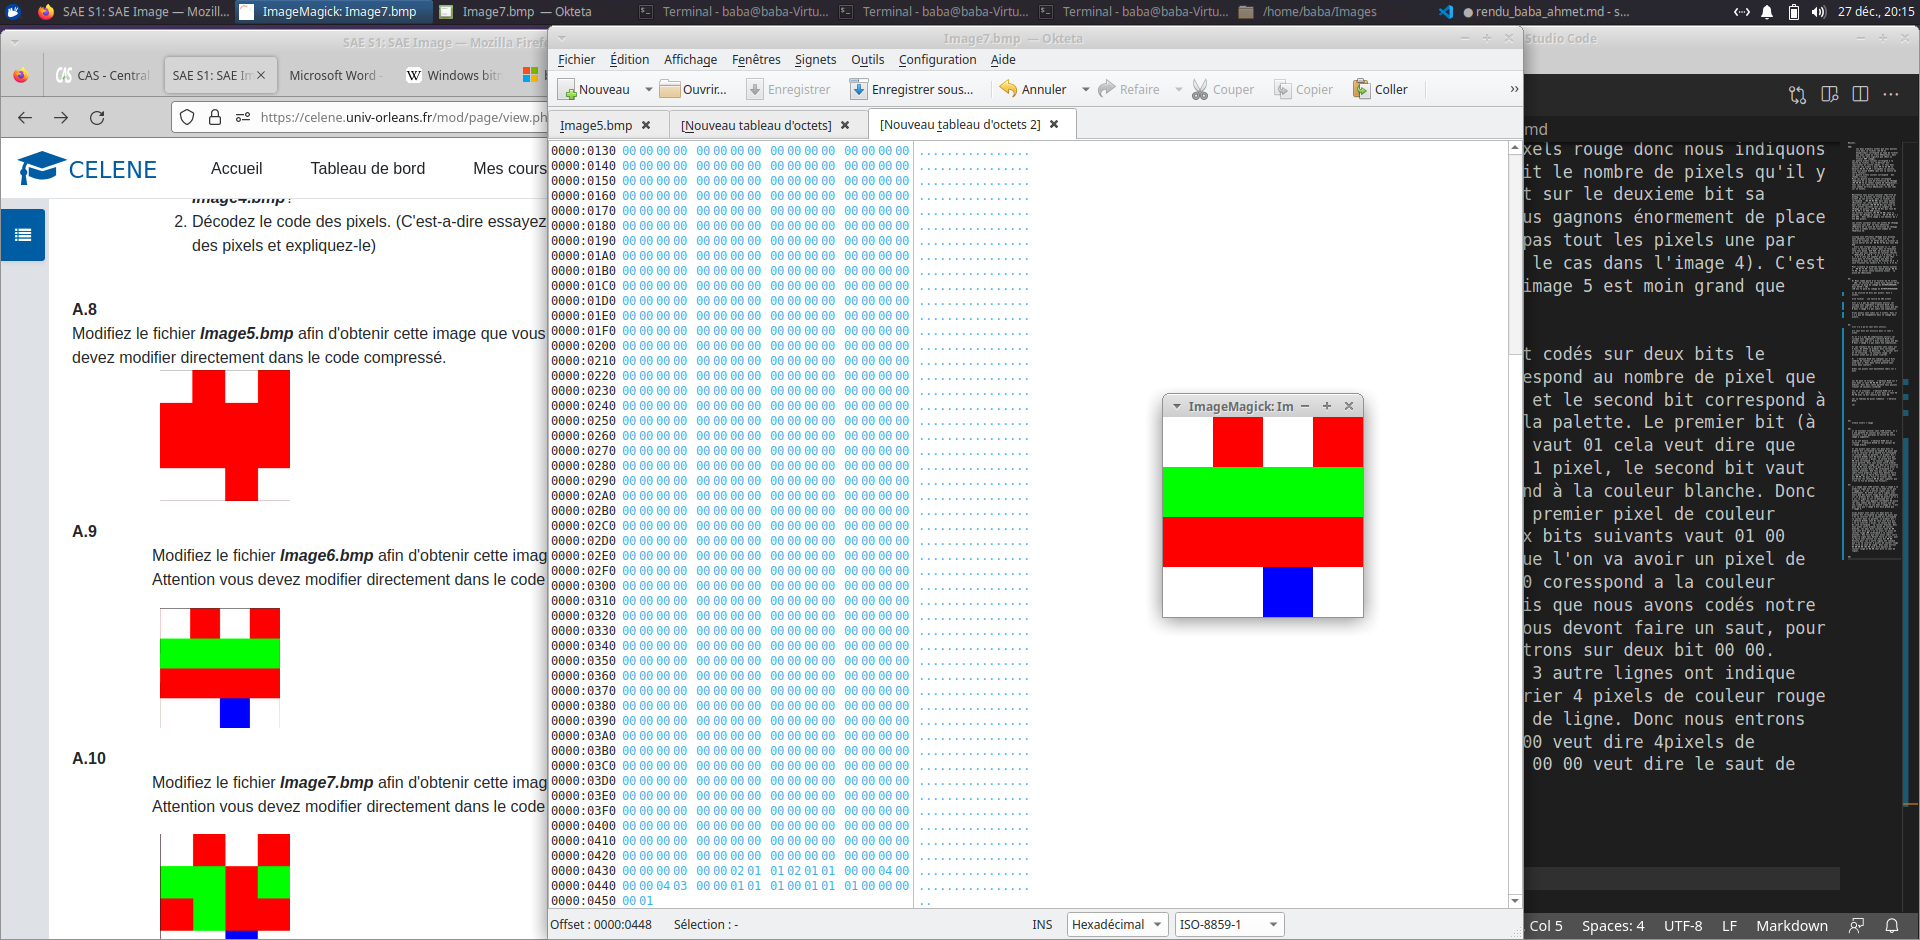 SAE S1: SAE Image — Mozill...
ImageMagick: Image7.bmp
Image7.bmp — Okteta
Terminal - baba@baba-Virtu...
Terminal - baba@baba-Virtu...
Terminal - baba@baba-Virtu...
/home/baba/Images
● rendu_baba_ahmet.md - s...
27 déc., 20:15
SAE S1: SAE Image — Mozilla Firef
CAS - Central
SAE S1: SAE Im
Microsoft Word -
Windows bitm
https://celene.univ-orleans.fr/mod/page/view.ph
CELENE
Accueil
Tableau de bord
Mes cours
Image4.bmp?
2. Décodez le code des pixels. (C'est-a-dire essayez
des pixels et expliquez-le)
A.8
Modifiez le fichier Image5.bmp afin d'obtenir cette image que vous
devez modifier directement dans le code compressé.
A.9
Modifiez le fichier Image6.bmp afin d'obtenir cette imag
Attention vous devez modifier directement dans le code
A.10
Modifiez le fichier Image7.bmp afin d'obtenir cette imag
Attention vous devez modifier directement dans le code
Image7.bmp — Okteta
Fichier Édition Affichage Fenêtres Signets Outils Configuration Aide
Nouveau Ouvrir... Enregistrer Enregistrer sous... Annuler Refaire Couper Copier Coller
Image5.bmp [Nouveau tableau d'octets] [Nouveau tableau d'octets 2]
0000:0130 00 00 00 00 00 00 00 00 00 00 00 00 00 00 00 00 ................
0000:0140 00 00 00 00 00 00 00 00 00 00 00 00 00 00 00 00 ................
0000:0150 00 00 00 00 00 00 00 00 00 00 00 00 00 00 00 00 ................
0000:0160 00 00 00 00 00 00 00 00 00 00 00 00 00 00 00 00 ................
0000:0170 00 00 00 00 00 00 00 00 00 00 00 00 00 00 00 00 ................
0000:0180 00 00 00 00 00 00 00 00 00 00 00 00 00 00 00 00 ................
0000:0190 00 00 00 00 00 00 00 00 00 00 00 00 00 00 00 00 ................
0000:01A0 00 00 00 00 00 00 00 00 00 00 00 00 00 00 00 00 ................
0000:01B0 00 00 00 00 00 00 00 00 00 00 00 00 00 00 00 00 ................
0000:01C0 00 00 00 00 00 00 00 00 00 00 00 00 00 00 00 00 ................
0000:01D0 00 00 00 00 00 00 00 00 00 00 00 00 00 00 00 00 ................
0000:01E0 00 00 00 00 00 00 00 00 00 00 00 00 00 00 00 00 ................
0000:01F0 00 00 00 00 00 00 00 00 00 00 00 00 00 00 00 00 ................
0000:0200 00 00 00 00 00 00 00 00 00 00 00 00 00 00 00 00 ................
0000:0210 00 00 00 00 00 00 00 00 00 00 00 00 00 00 00 00 ................
0000:0220 00 00 00 00 00 00 00 00 00 00 00 00 00 00 00 00 ................
0000:0230 00 00 00 00 00 00 00 00 00 00 00 00 00 00 00 00 ................
0000:0240 00 00 00 00 00 00 00 00 00 00 00 00 00 00 00 00 ................
0000:0250 00 00 00 00 00 00 00 00 00 00 00 00 00 00 00 00 ................
0000:0260 00 00 00 00 00 00 00 00 00 00 00 00 00 00 00 00 ................
0000:0270 00 00 00 00 00 00 00 00 00 00 00 00 00 00 00 00 ................
0000:0280 00 00 00 00 00 00 00 00 00 00 00 00 00 00 00 00 ................
0000:0290 00 00 00 00 00 00 00 00 00 00 00 00 00 00 00 00 ................
0000:02A0 00 00 00 00 00 00 00 00 00 00 00 00 00 00 00 00 ................
0000:02B0 00 00 00 00 00 00 00 00 00 00 00 00 00 00 00 00 ................
0000:02C0 00 00 00 00 00 00 00 00 00 00 00 00 00 00 00 00 ................
0000:02D0 00 00 00 00 00 00 00 00 00 00 00 00 00 00 00 00 ................
0000:02E0 00 00 00 00 00 00 00 00 00 00 00 00 00 00 00 00 ................
0000:02F0 00 00 00 00 00 00 00 00 00 00 00 00 00 00 00 00 ................
0000:0300 00 00 00 00 00 00 00 00 00 00 00 00 00 00 00 00 ................
0000:0310 00 00 00 00 00 00 00 00 00 00 00 00 00 00 00 00 ................
0000:0320 00 00 00 00 00 00 00 00 00 00 00 00 00 00 00 00 ................
0000:0330 00 00 00 00 00 00 00 00 00 00 00 00 00 00 00 00 ................
0000:0340 00 00 00 00 00 00 00 00 00 00 00 00 00 00 00 00 ................
0000:0350 00 00 00 00 00 00 00 00 00 00 00 00 00 00 00 00 ................
0000:0360 00 00 00 00 00 00 00 00 00 00 00 00 00 00 00 00 ................
0000:0370 00 00 00 00 00 00 00 00 00 00 00 00 00 00 00 00 ................
0000:0380 00 00 00 00 00 00 00 00 00 00 00 00 00 00 00 00 ................
0000:0390 00 00 00 00 00 00 00 00 00 00 00 00 00 00 00 00 ................
0000:03A0 00 00 00 00 00 00 00 00 00 00 00 00 00 00 00 00 ................
0000:03B0 00 00 00 00 00 00 00 00 00 00 00 00 00 00 00 00 ................
0000:03C0 00 00 00 00 00 00 00 00 00 00 00 00 00 00 00 00 ................
0000:03D0 00 00 00 00 00 00 00 00 00 00 00 00 00 00 00 00 ................
0000:03E0 00 00 00 00 00 00 00 00 00 00 00 00 00 00 00 00 ................
0000:03F0 00 00 00 00 00 00 00 00 00 00 00 00 00 00 00 00 ................
0000:0400 00 00 00 00 00 00 00 00 00 00 00 00 00 00 00 00 ................
0000:0410 00 00 00 00 00 00 00 00 00 00 00 00 00 00 00 00 ................
0000:0420 00 00 00 00 00 00 00 00 00 00 00 00 00 00 00 00 ................
0000:0430 00 00 00 00 00 00 02 01 01 02 01 01 00 00 04 00 ................
0000:0440 00 00 04 03 00 00 01 01 01 00 01 01 01 00 00 00 ................
0000:0450 00 01 ..
Offset : 0000:0448 Sélection : - INS Hexadécimal ISO-8859-1
ImageMagick: Im
Studio Code
md
xels rouge donc nous indiquons
it le nombre de pixels qu'il y
t sur le deuxieme bit sa
us gagnons énormement de place
pas tout les pixels une par
le cas dans l'image 4). C'est
image 5 est moin grand que
t codés sur deux bits le
espond au nombre de pixel que
et le second bit correspond à
la palette. Le premier bit (à
vaut 01 cela veut dire que
1 pixel, le second bit vaut
nd à la couleur blanche. Donc
premier pixel de couleur
x bits suivants vaut 01 00
ue l'on va avoir un pixel de
0 coresspond a la couleur
is que nous avons codés notre
ous devont faire un saut, pour
trons sur deux bit 00 00.
3 autre lignes ont indique
rier 4 pixels de couleur rouge
de ligne. Donc nous entrons
00 veut dire 4pixels de
00 00 veut dire le saut de
Col 5 Spaces: 4 UTF-8 LF Markdown